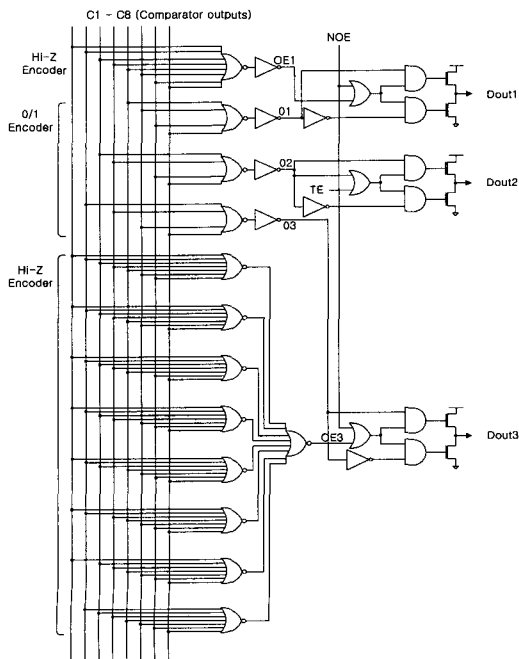 C1 - C8 (Comparator outputs)
NOE
Hi-Z
Encoder
OE1
Dout1
0/1
Encoder
01
02
TE
Dout2
03
Hi-Z
Encoder
OE3
Dout3